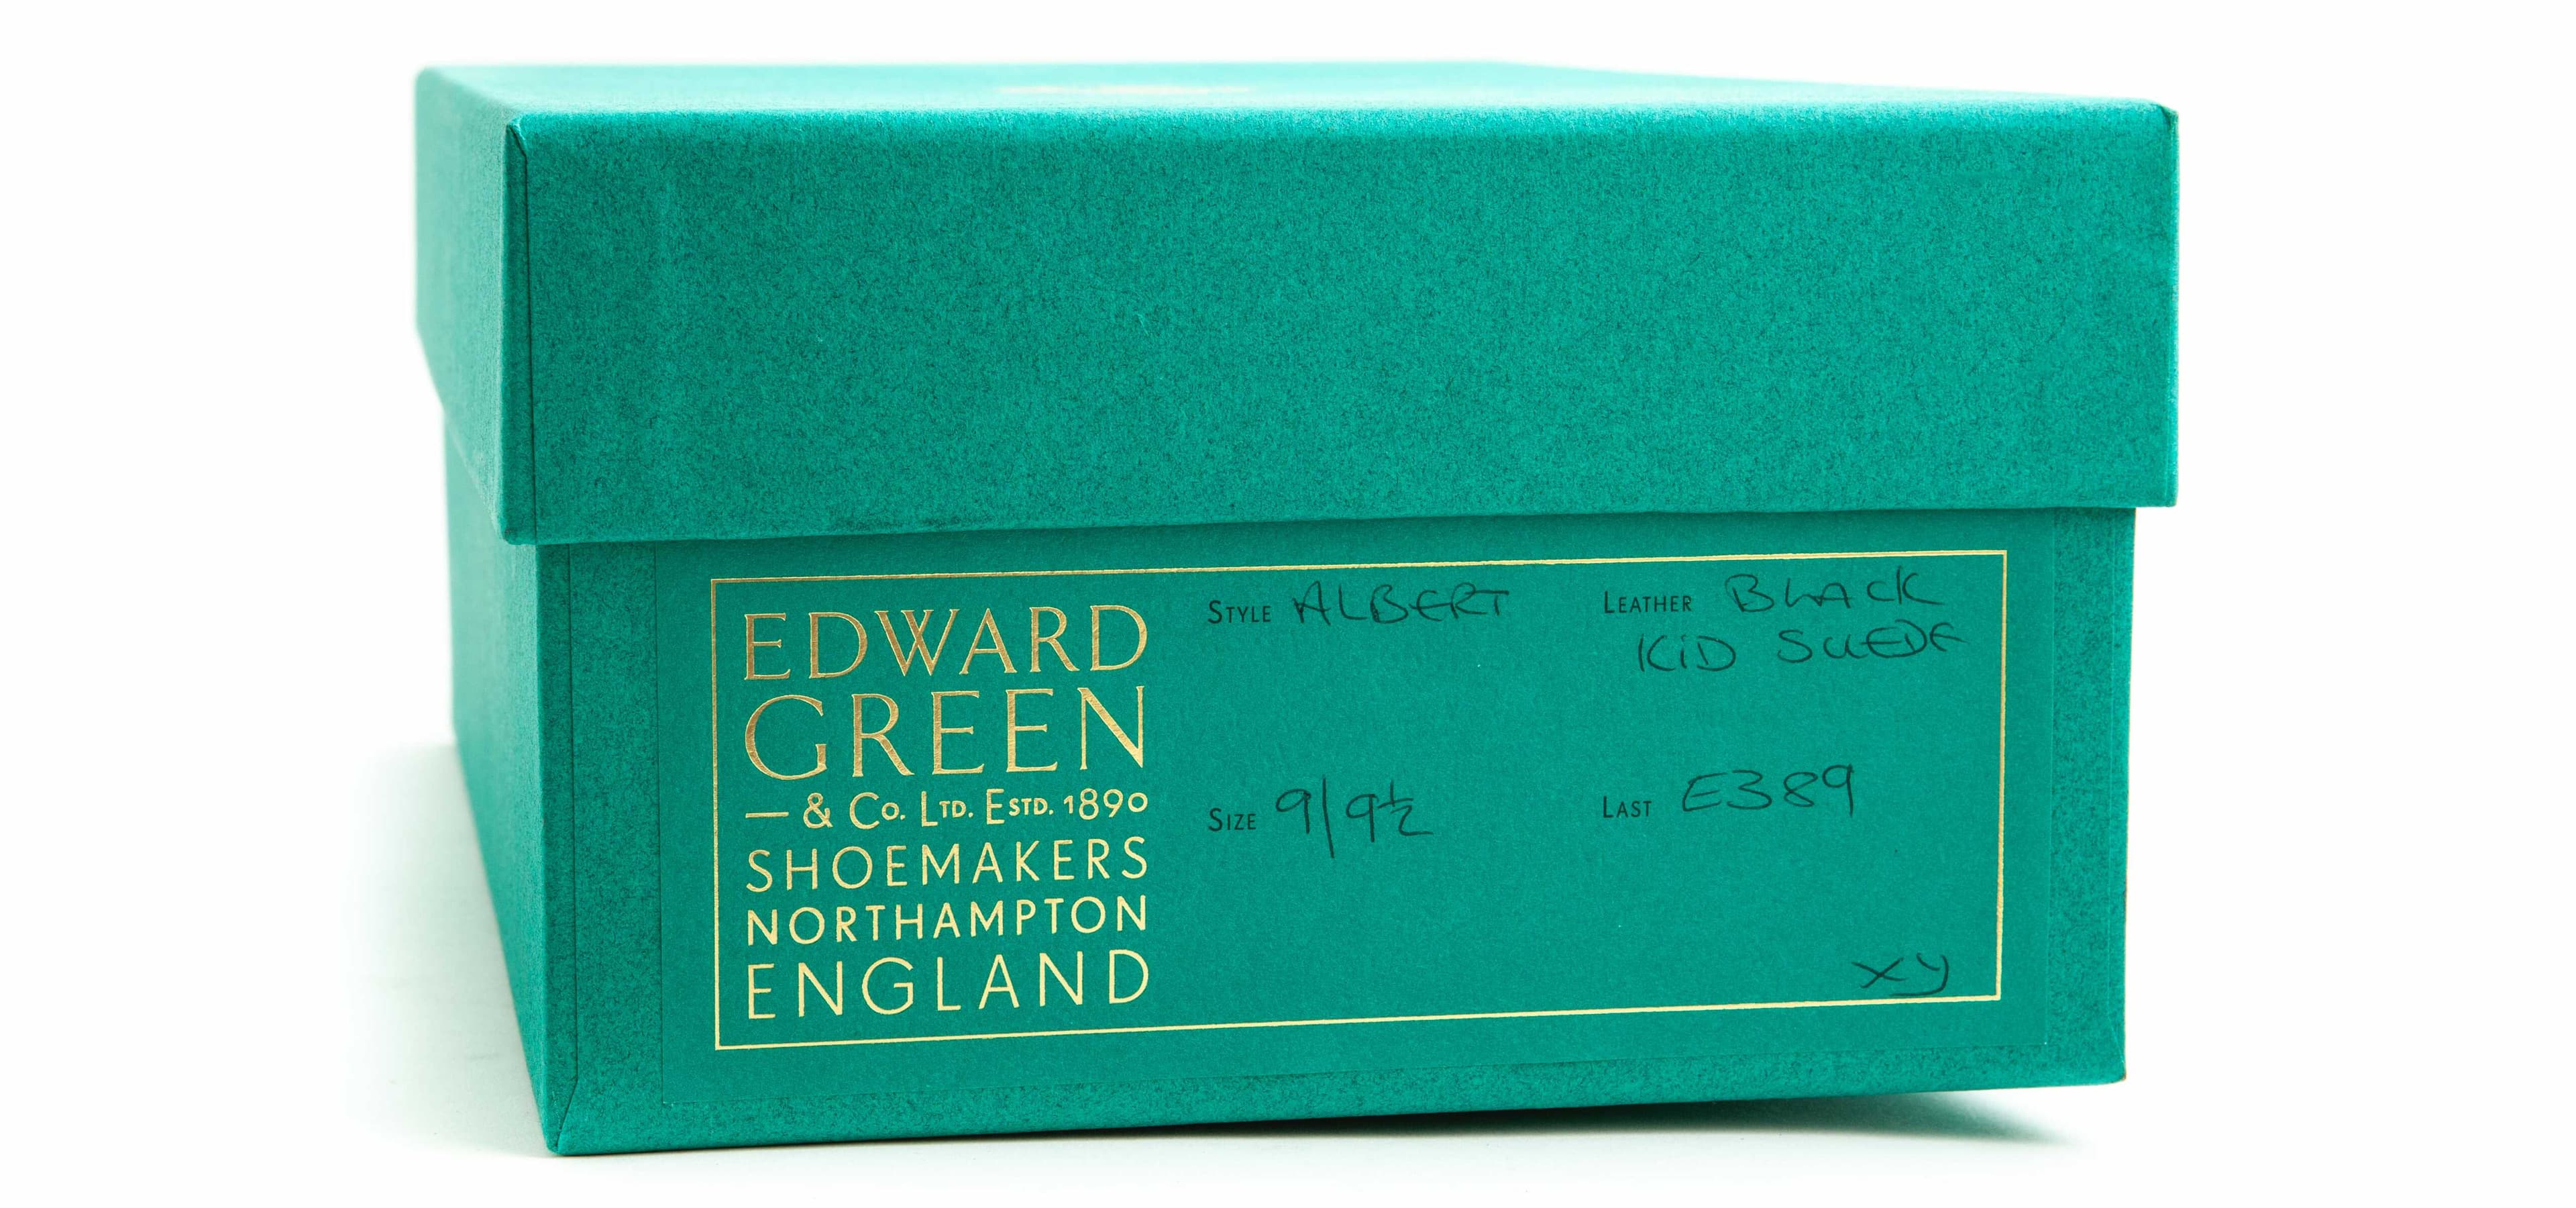 EDWARD
GREEN
— & Co. Ltd. Estd. 1890
SHOEMAKERS
NORTHAMPTON
ENGLAND
Style ALBERT
Leather BLACK
KiD SUEDE
Size 9/9½
Last E389
xy